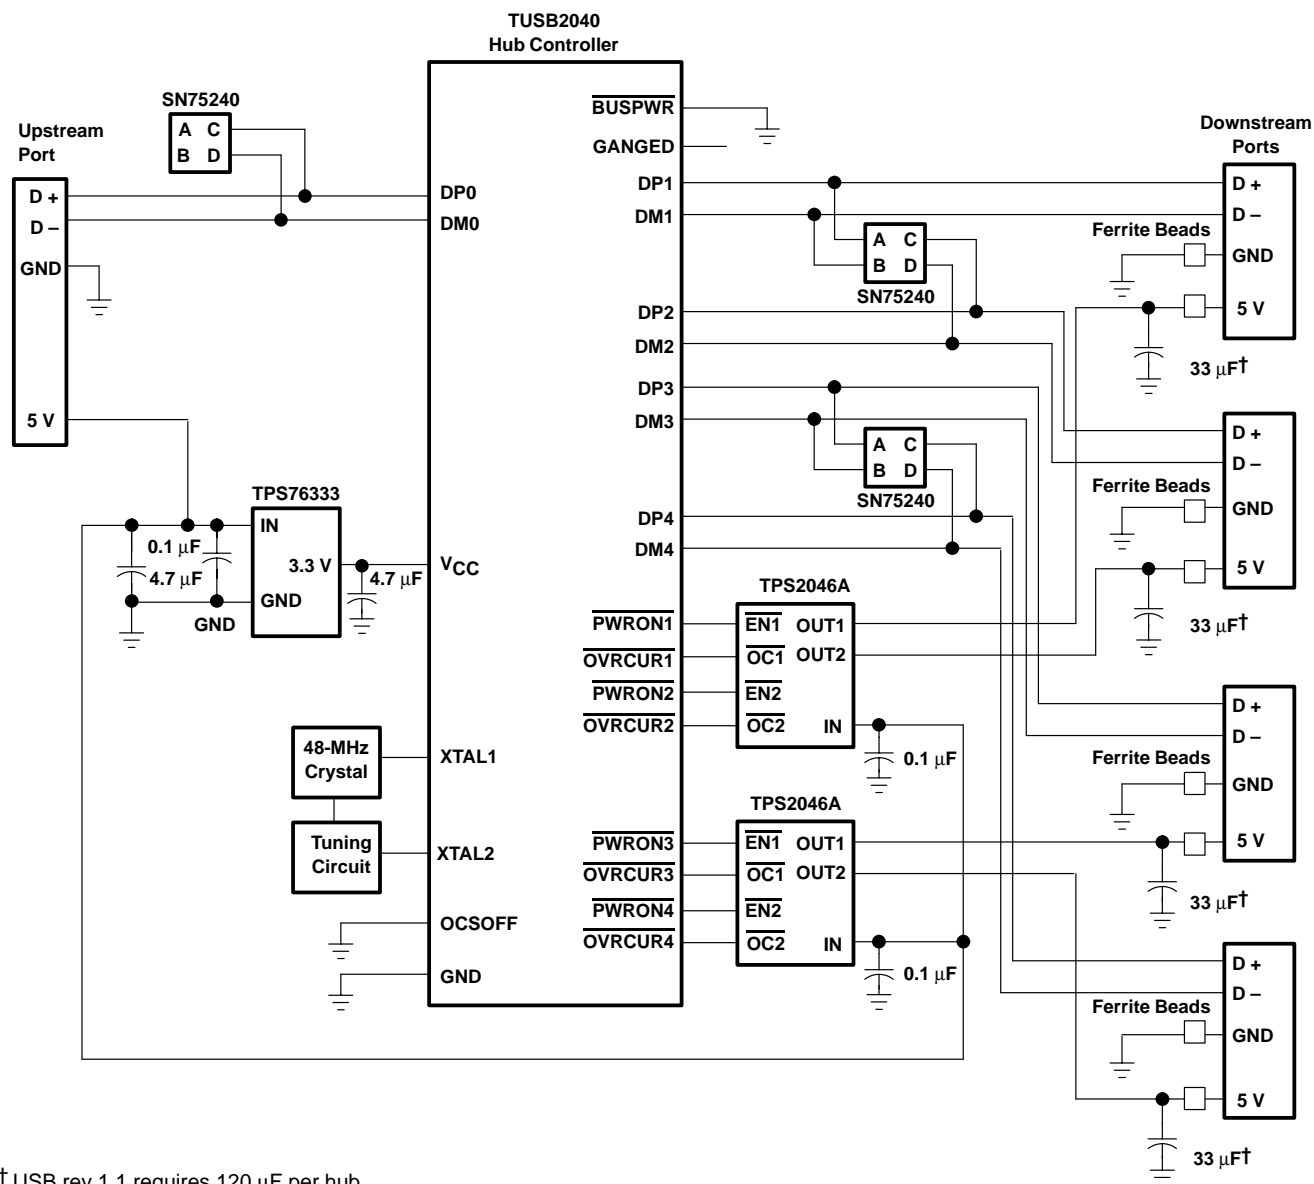 TUSB2040
Hub Controller
SN75240
A C
B D
Upstream
Port
D +
D –
GND
5 V
BUSPWR
GANGED
DP0
DM0
DP1
DM1
A C
B D
SN75240
DP2
DM2
DP3
DM3
A C
B D
SN75240
DP4
DM4
Downstream
Ports
D +
D –
Ferrite Beads
GND
5 V
33 µF†
D +
D –
Ferrite Beads
GND
5 V
33 µF†
TPS76333
IN
0.1 µF
3.3 V
4.7 µF
GND
GND
4.7 µF
VCC
TPS2046A
PWRON1
EN1 OUT1
OVRCUR1
OC1 OUT2
PWRON2
EN2
OVRCUR2
OC2 IN
0.1 µF
D +
D –
Ferrite Beads
GND
5 V
33 µF†
48-MHz
Crystal
XTAL1
Tuning
Circuit
XTAL2
OCSOFF
GND
TPS2046A
PWRON3
EN1 OUT1
OVRCUR3
OC1 OUT2
PWRON4
EN2
OVRCUR4
OC2 IN
0.1 µF
D +
D –
Ferrite Beads
GND
5 V
33 µF†
† USB rev 1.1 requires 120 µF per hub